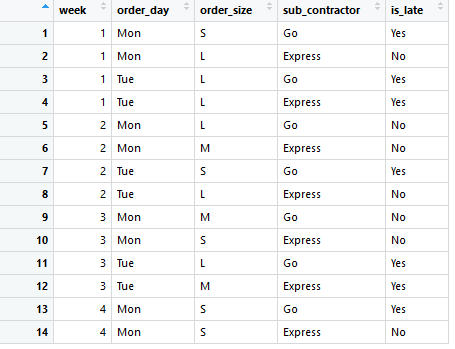 week order_day order_size sub_contractor is_late
1 1 Mon S Go Yes
2 1 Mon L Express No
3 1 Tue L Go Yes
4 1 Tue L Express Yes
5 2 Mon L Go No
6 2 Mon M Express No
7 2 Tue S Go Yes
8 2 Tue L Express No
9 3 Mon M Go No
10 3 Mon S Express No
11 3 Tue L Go Yes
12 3 Tue M Express Yes
13 4 Mon S Go Yes
14 4 Mon S Express No